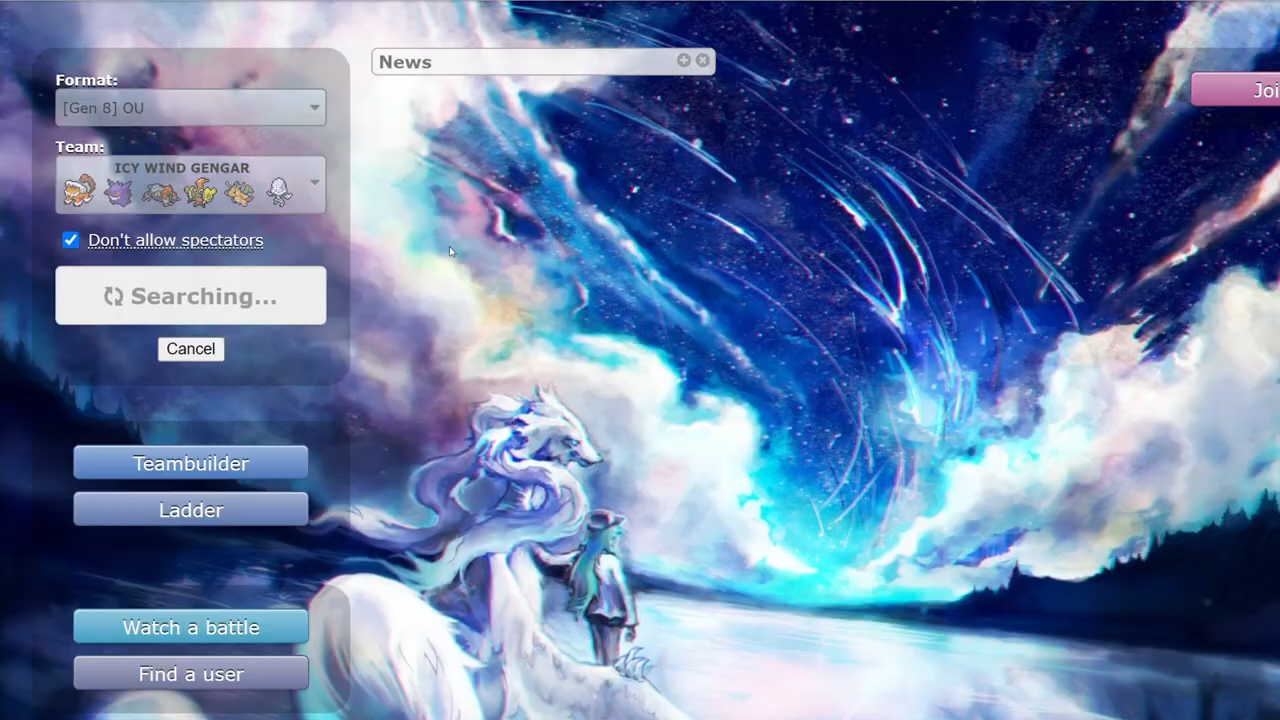 Format:
[Gen 8] OU
Team:
ICY WIND GENGAR
Don't allow spectators
Searching...
Cancel
Teambuilder
Ladder
Watch a battle
Find a user
News
Joi